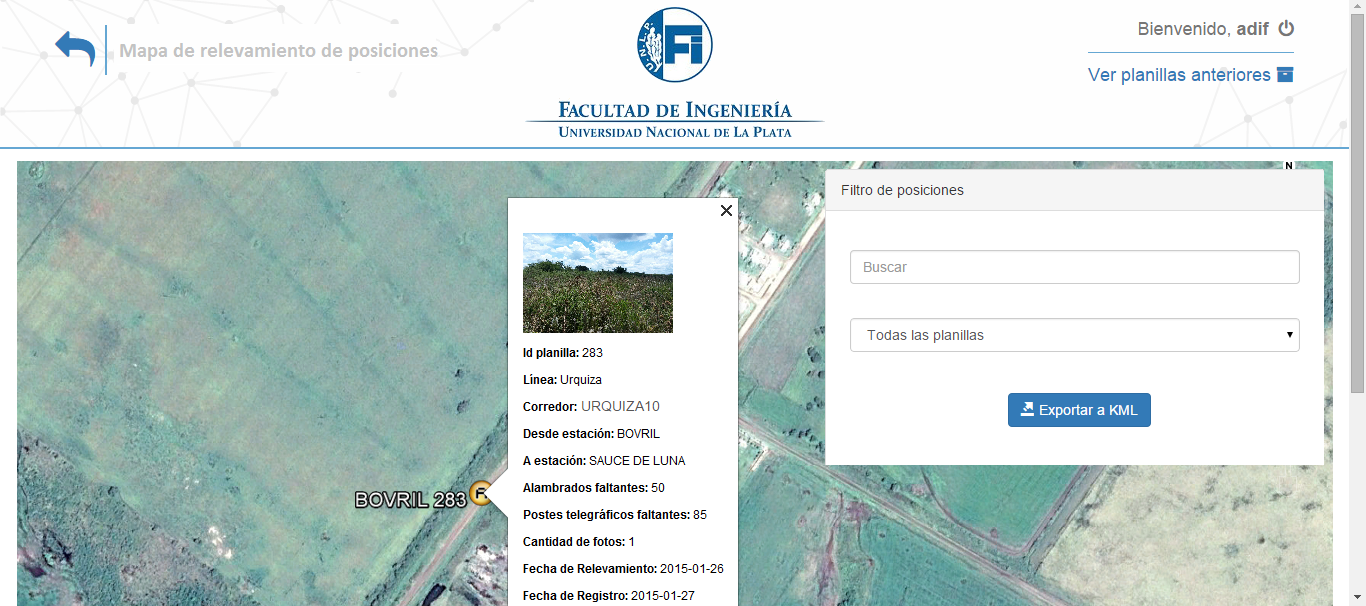 Mapa de relevamiento de posiciones
U.N.L.P.
Fi
FACULTAD DE INGENIERÍA
UNIVERSIDAD NACIONAL DE LA PLATA
Bienvenido, adif
Ver planillas anteriores
N
Filtro de posiciones
Buscar
Todas las planillas
Exportar a KML
BOVRIL 283
Id planilla: 283
Línea: Urquiza
Corredor: URQUIZA10
Desde estación: BOVRIL
A estación: SAUCE DE LUNA
Alambrados faltantes: 50
Postes telegráficos faltantes: 85
Cantidad de fotos: 1
Fecha de Relevamiento: 2015-01-26
Fecha de Registro: 2015-01-27